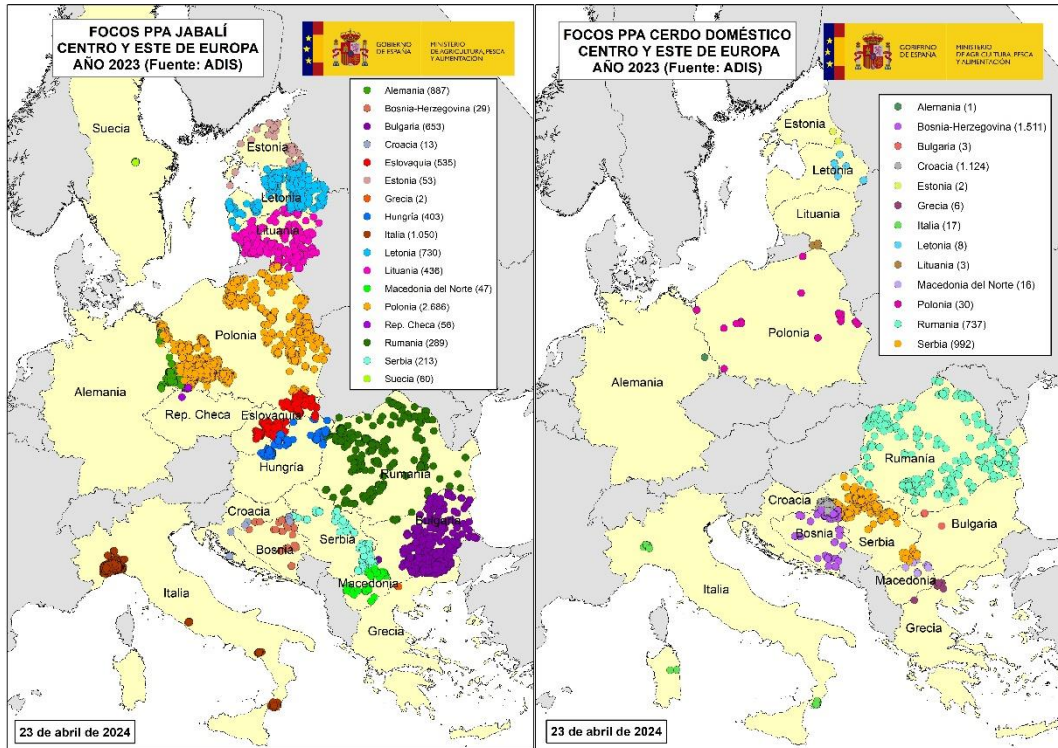 FOCOS PPA JABALÍ
CENTRO Y ESTE DE EUROPA
AÑO 2023 (Fuente: ADIS)
GOBIERNO
DE ESPAÑA
MINISTERIO
DE AGRICULTURA, PESCA
Y ALIMENTACIÓN
Alemania (887)
Bosnia-Herzegovina (29)
Bulgaria (653)
Croacia (13)
Eslovaquia (535)
Estonia (53)
Grecia (2)
Hungría (403)
Italia (1.050)
Letonia (730)
Lituania (436)
Macedonia del Norte (47)
Polonia (2.686)
Rep. Checa (56)
Rumania (289)
Serbia (213)
Suecia (60)
Suecia
Estonia
Letonia
Lituania
Polonia
Alemania
Rep. Checa
Eslovaquia
Hungría
Rumania
Croacia
Bosnia
Serbia
Bulgaria
Macedonia
Italia
Grecia
23 de abril de 2024
FOCOS PPA CERDO DOMÉSTICO
CENTRO Y ESTE DE EUROPA
AÑO 2023 (Fuente: ADIS)
GOBIERNO
DE ESPAÑA
MINISTERIO
DE AGRICULTURA, PESCA
Y ALIMENTACIÓN
Alemania (1)
Bosnia-Herzegovina (1.511)
Bulgaria (3)
Croacia (1.124)
Estonia (2)
Grecia (6)
Italia (17)
Letonia (8)
Lituania (3)
Macedonia del Norte (16)
Polonia (30)
Rumania (737)
Serbia (992)
Estonia
Letonia
Lituania
Polonia
Alemania
Rumanía
Croacia
Bosnia
Serbia
Bulgaria
Macedonia
Italia
Grecia
23 de abril de 2024